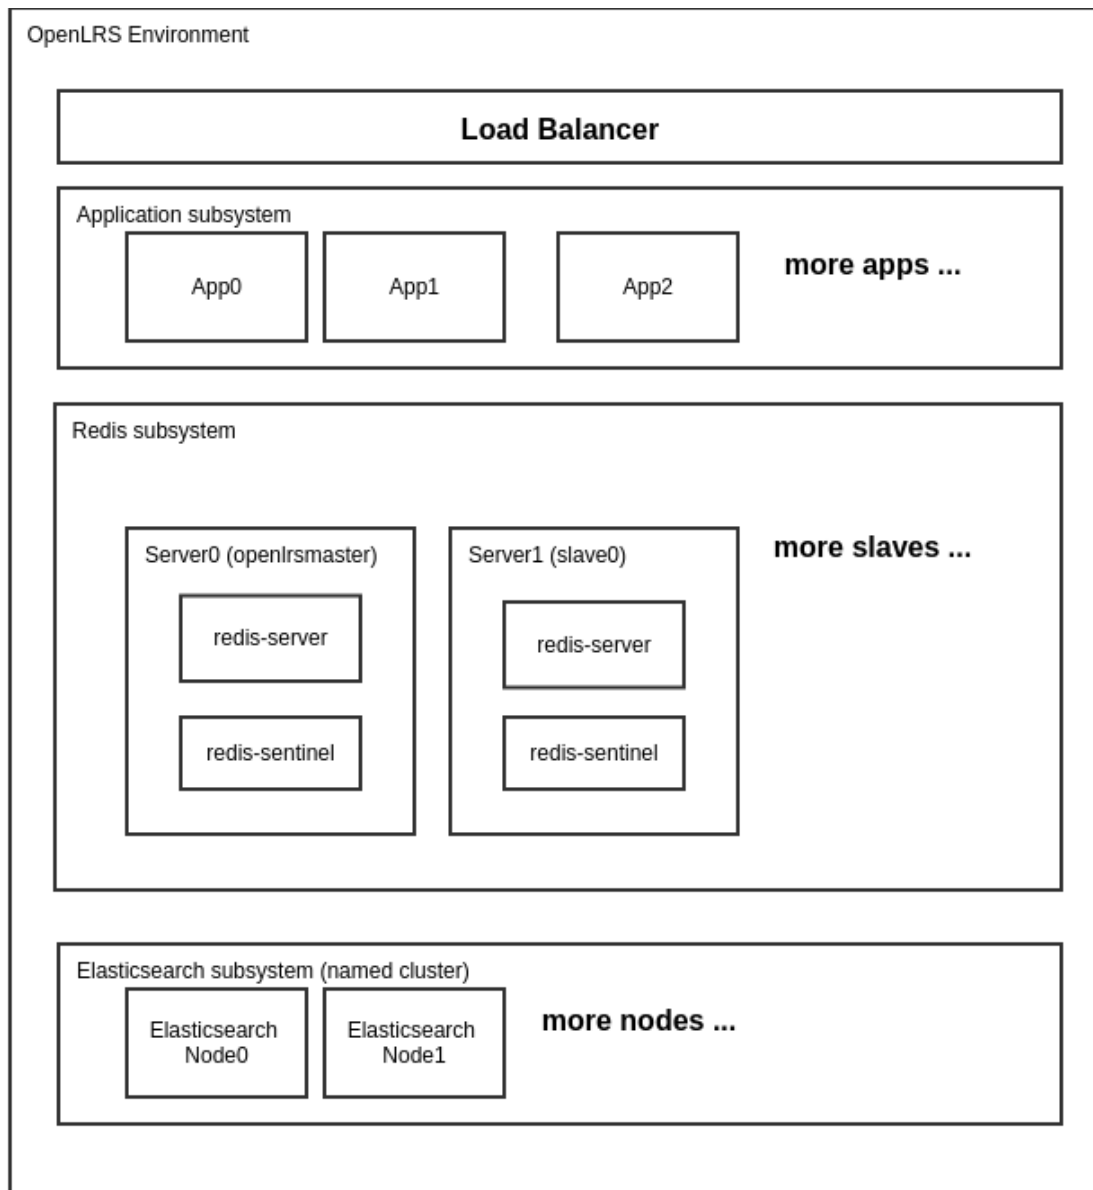 OpenLRS Environment
Load Balancer
Application subsystem
App0
App1
App2
more apps ...
Redis subsystem
Server0 (openlrsmaster)
redis-server
redis-sentinel
Server1 (slave0)
redis-server
redis-sentinel
more slaves ...
Elasticsearch subsystem (named cluster)
Elasticsearch
Node0
Elasticsearch
Node1
more nodes ...